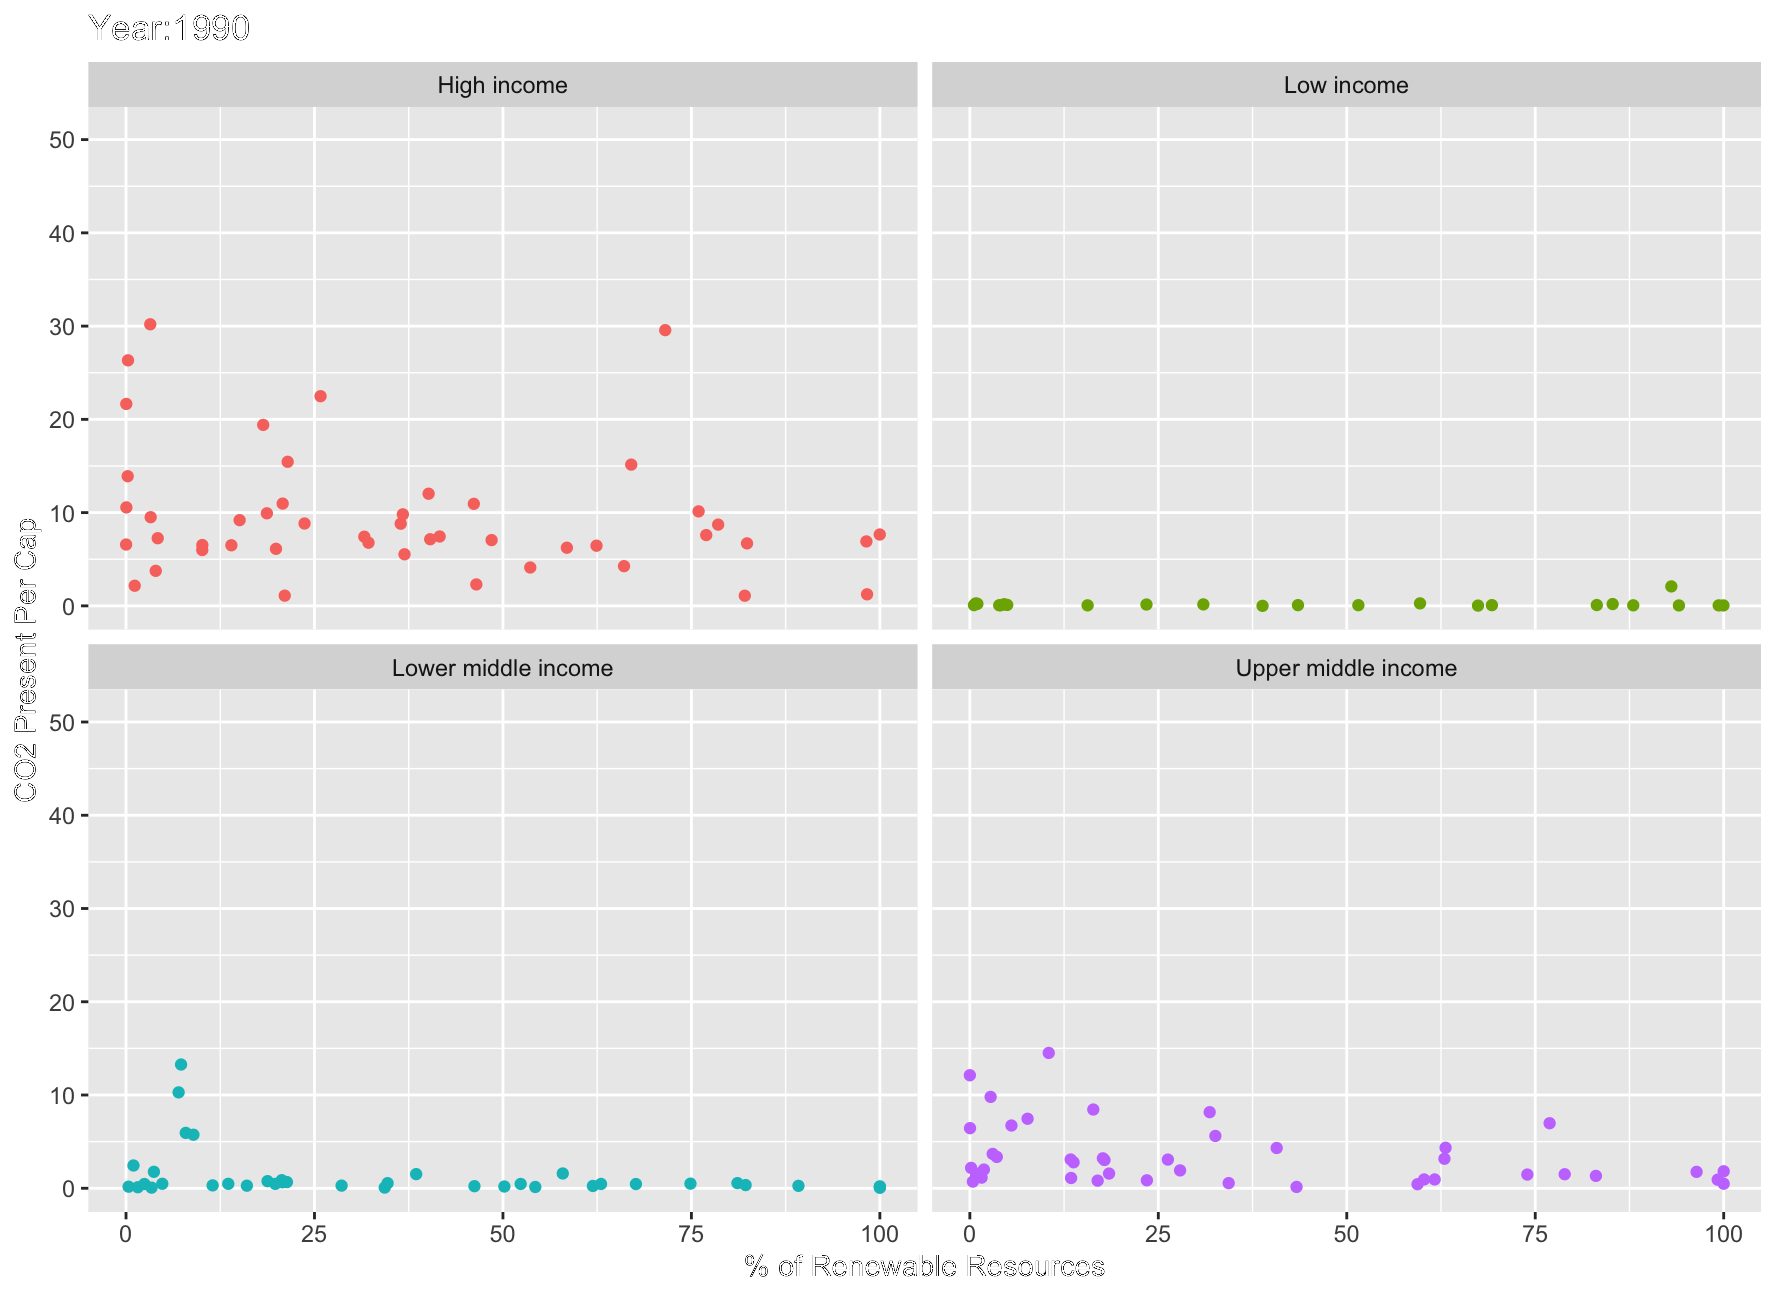 Year:1990
High income
Low income
50
40
30
20
10
0
CO2 Present Per Cap
Lower middle income
Upper middle income
50
40
30
20
10
0
0 25 50 75 100 0 25 50 75 100
% of Renewable Resources